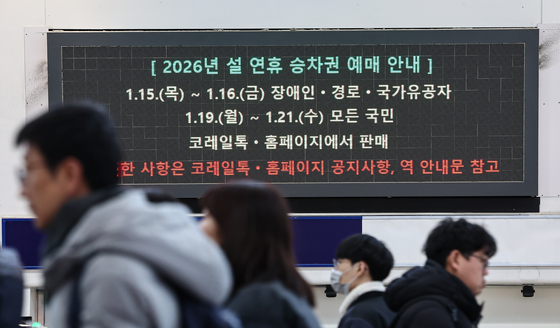 [ 2026년 설 연휴 승차권 예매 안내 ]
1.15.(목) ~ 1.16.(금) 장애인・경로・국가유공자
1.19.(월) ~ 1.21.(수) 모든 국민
코레일톡・홈페이지에서 판매
한 사항은 코레일톡・홈페이지 공지사항, 역 안내문 참고